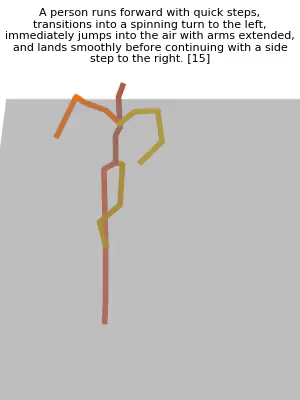 A person runs forward with quick steps,
transitions into a spinning turn to the left,
immediately jumps into the air with arms extended,
and lands smoothly before continuing with a side
step to the right. [15]